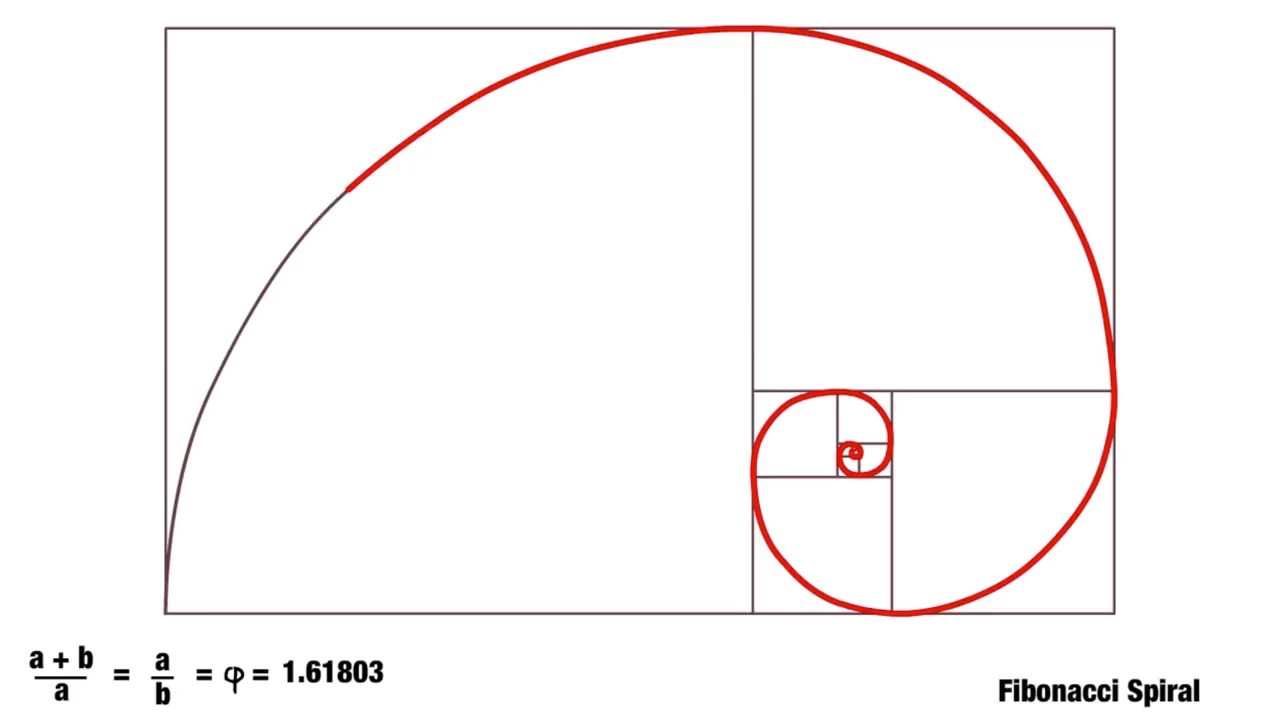 (a + b)/a = a/b = φ = 1.61803
Fibonacci Spiral